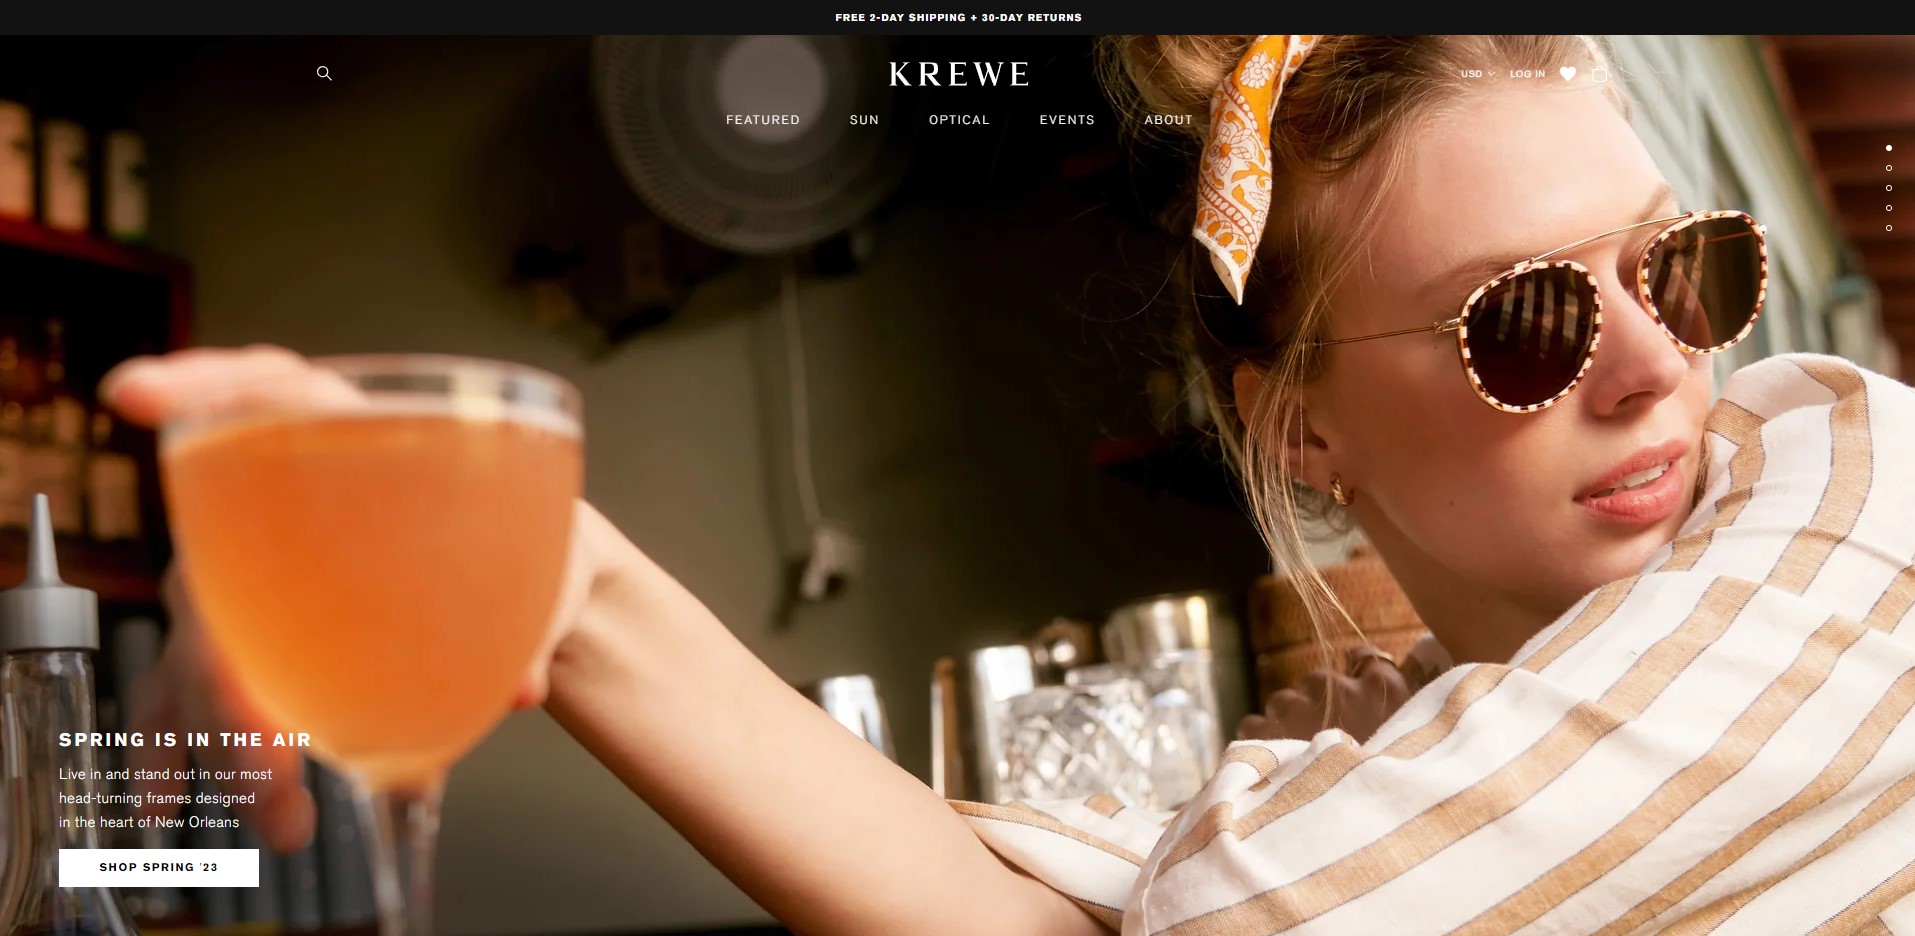 FREE 2-DAY SHIPPING + 30-DAY RETURNS
KREWE
USD
LOG IN
FEATURED
SUN
OPTICAL
EVENTS
ABOUT
SPRING IS IN THE AIR
Live in and stand out in our most
head-turning frames designed
in the heart of New Orleans
SHOP SPRING '23